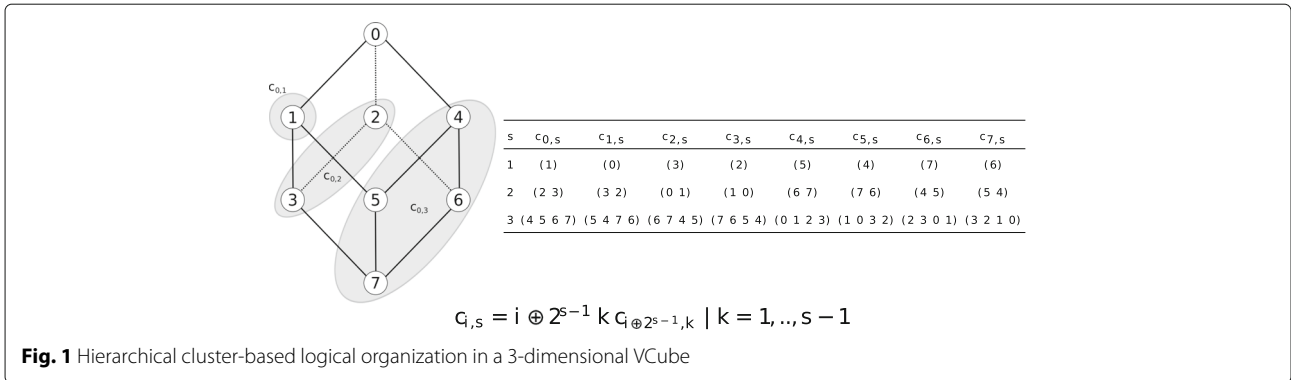 0
c0,1
1
2
4
c0,2
3
5
6
c0,3
7
s c0,s c1,s c2,s c3,s c4,s c5,s c6,s c7,s
1 (1) (0) (3) (2) (5) (4) (7) (6)
2 (2 3) (3 2) (0 1) (1 0) (6 7) (7 6) (4 5) (5 4)
3 (4 5 6 7) (5 4 7 6) (6 7 4 5) (7 6 5 4) (0 1 2 3) (1 0 3 2) (2 3 0 1) (3 2 1 0)
ci,s = i ⊕ 2^s−1 k ci⊕2^s−1,k | k = 1, .., s − 1
Fig. 1 Hierarchical cluster-based logical organization in a 3-dimensional VCube